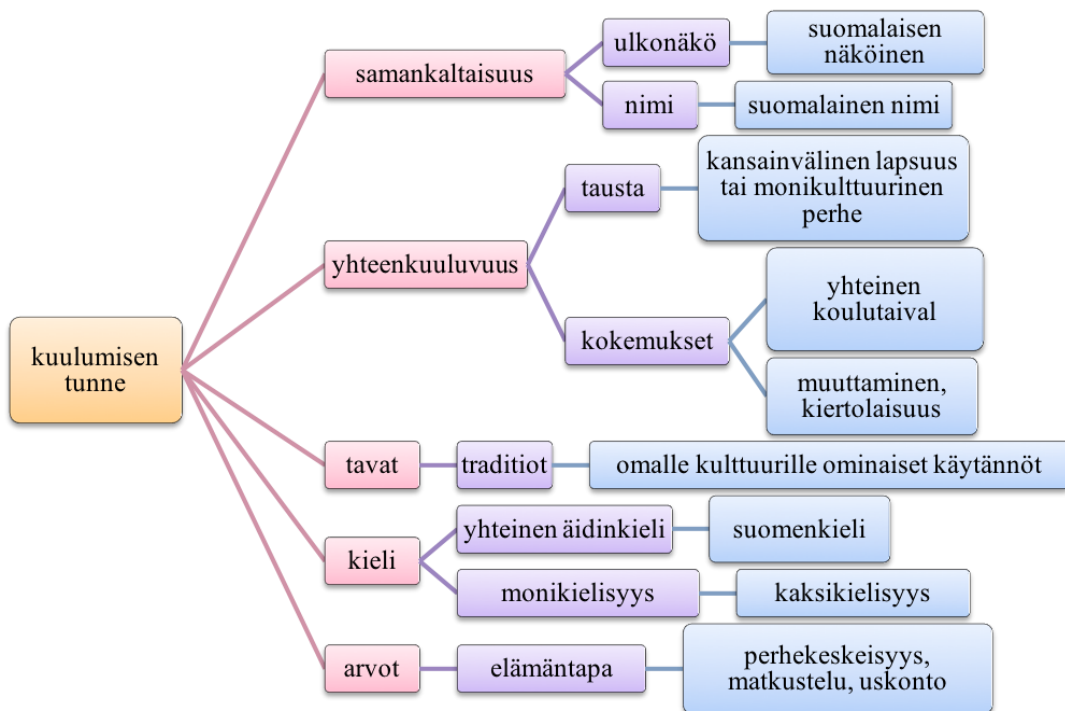 kuulumisen
tunne
samankaltaisuus
ulkonäkö
suomalaisen
näköinen
nimi
suomalainen nimi
yhteenkuuluvuus
tausta
kansainvälinen lapsuus
tai monikulttuurinen
perhe
kokemukset
yhteinen
koulutaival
muuttaminen,
kiertolaisuus
tavat
traditiot
omalle kulttuurille ominaiset käytännöt
kieli
yhteinen äidinkieli
suomenkieli
monikielisyys
kaksikielisyys
arvot
elämäntapa
perhekeskeisyys,
matkustelu, uskonto